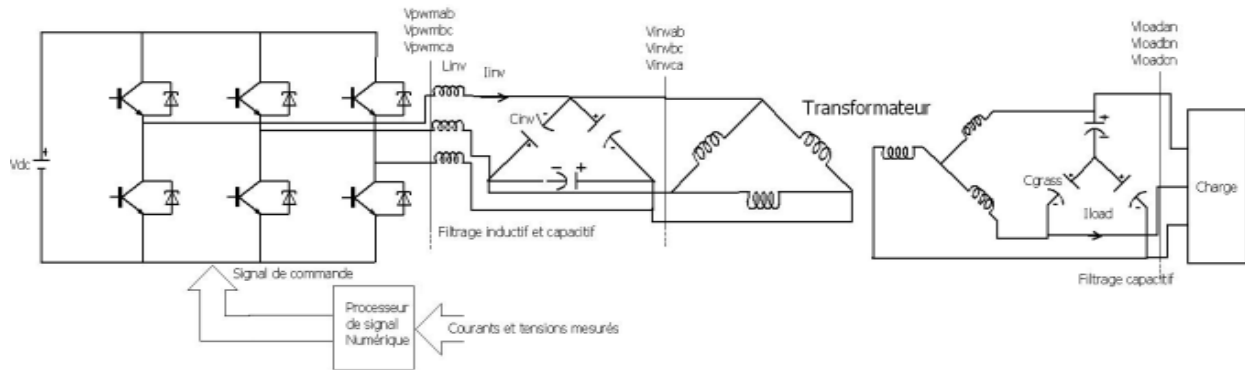 Vpwmab
Vpwmbc
Vpwmca
Linv
Iinv
Vinvab
Vinvbc
Vinvca
Vloadan
Vloadbn
Vloadcn
Transformateur
Cinv
Vdc
Cgrass
Iload
Charge
Filtrage inductif et capacitif
Filtrage capacitif
Signal de commande
Processeur
de signal
Numérique
Courants et tensions mesurés